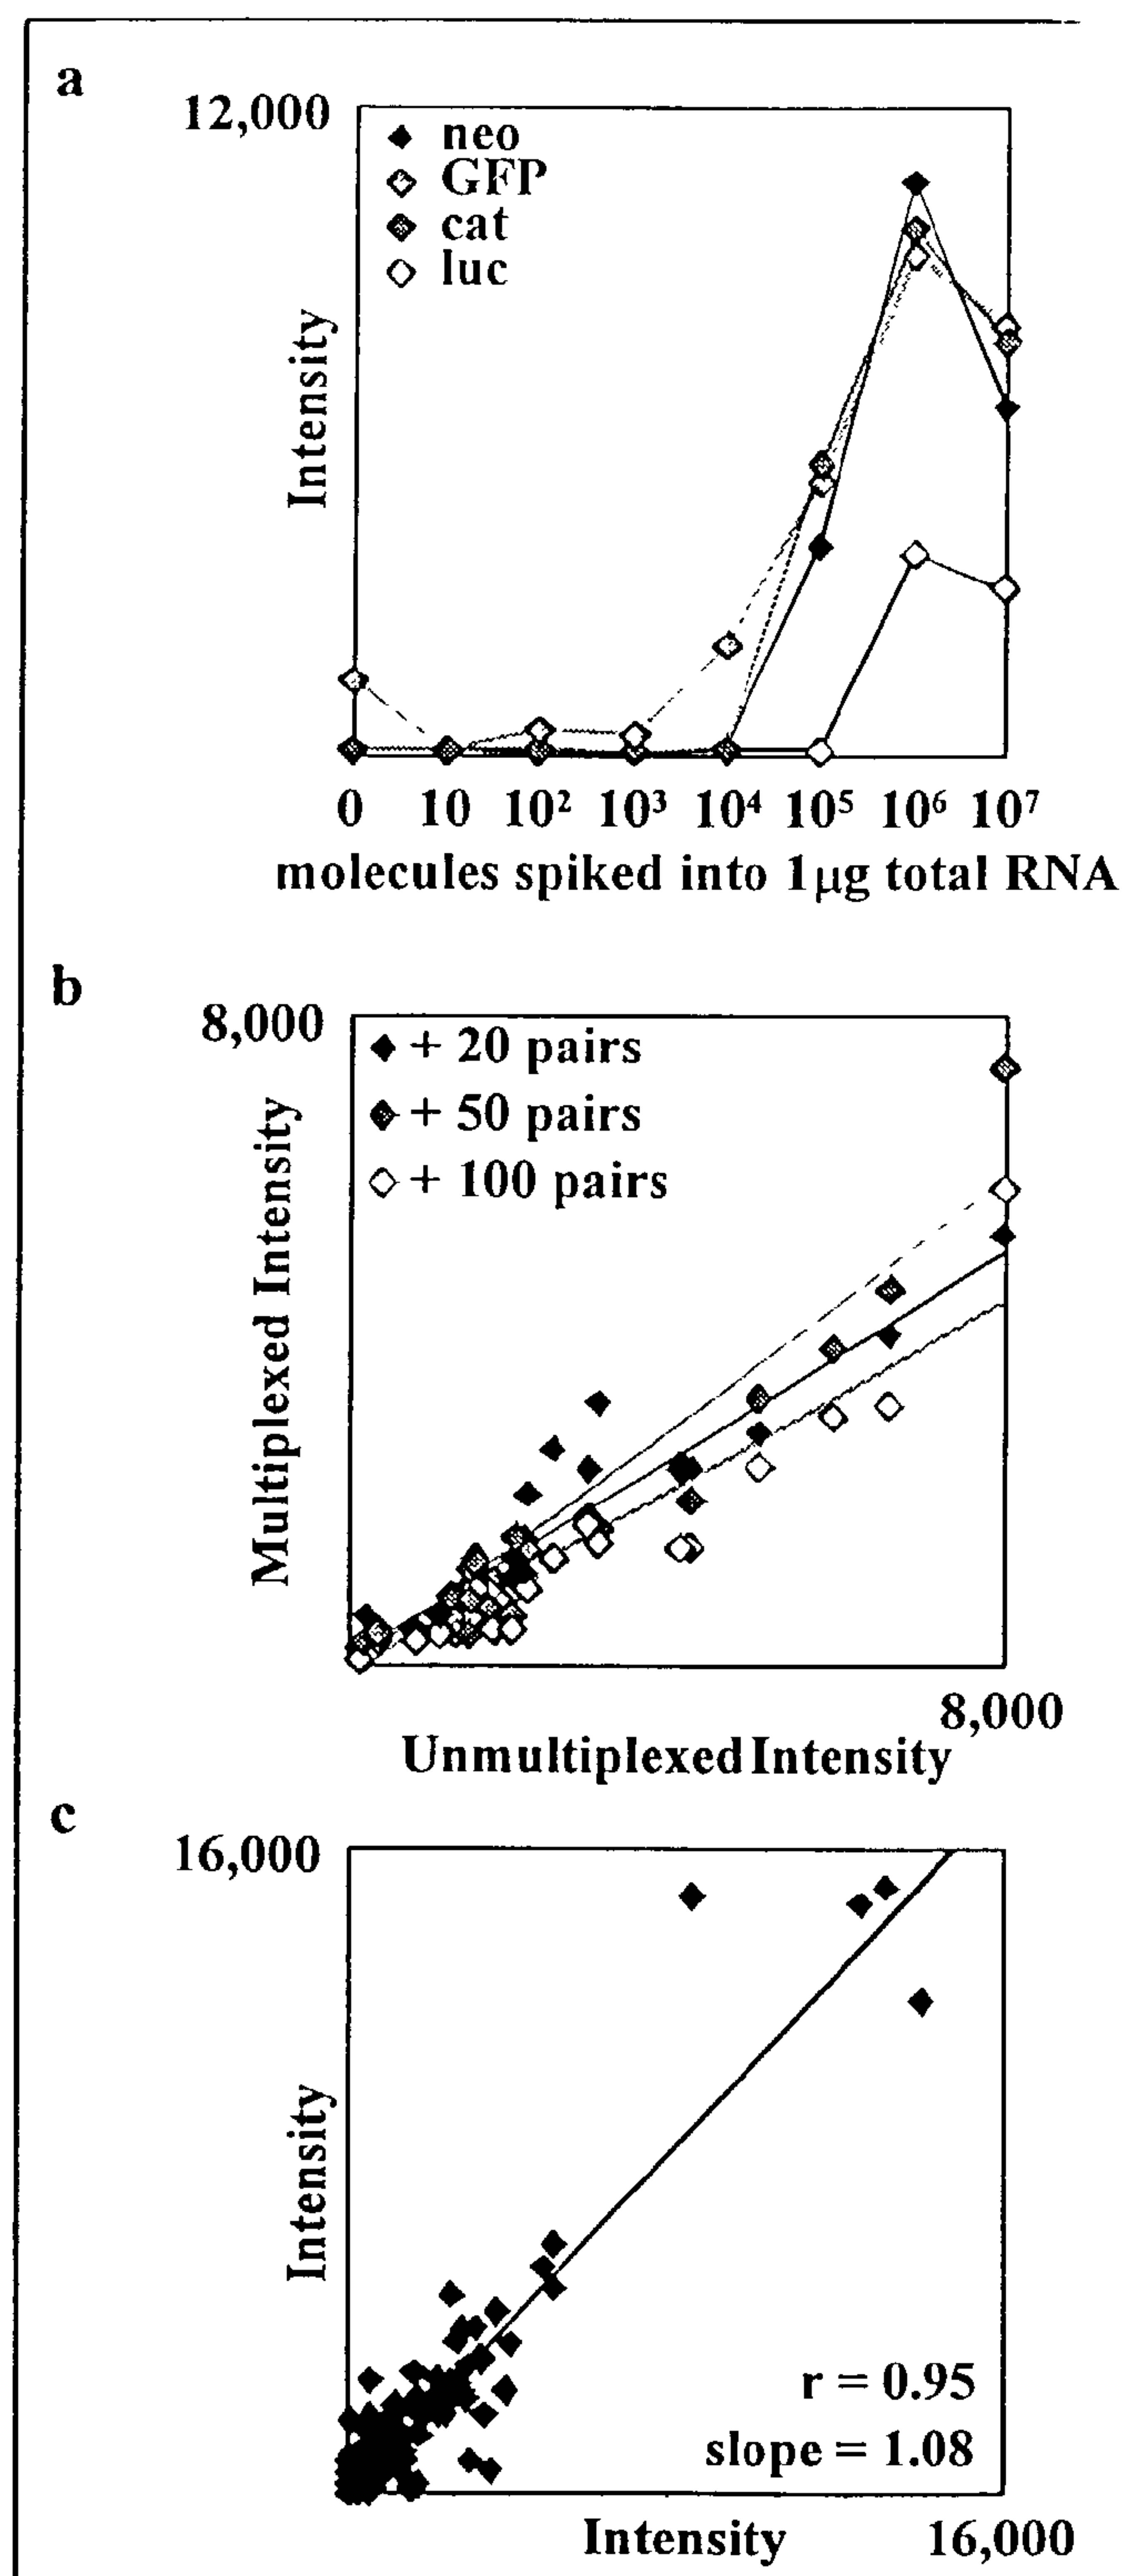 a
12,000
neo
GFP
cat
luc
Intensity
0 10 10² 10³ 10⁴ 10⁵ 10⁶ 10⁷
molecules spiked into 1μg total RNA
b
8,000
+ 20 pairs
+ 50 pairs
+ 100 pairs
Multiplexed Intensity
8,000
Unmultiplexed Intensity
c
16,000
Intensity
r = 0.95
slope = 1.08
Intensity 16,000